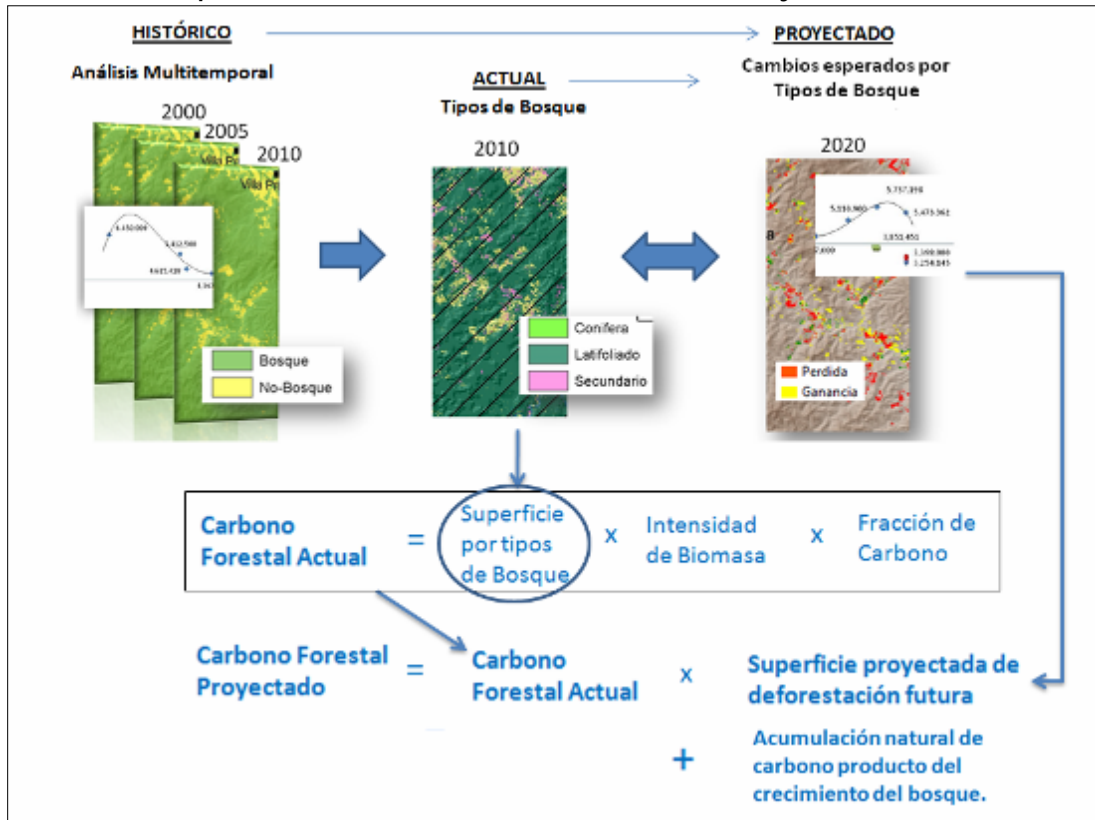 HISTÓRICO
PROYECTADO
Análisis Multitemporal
ACTUAL
Tipos de Bosque
Cambios esperados por
Tipos de Bosque
2000
2005
2010
2010
2020
Bosque
No-Bosque
Conifera
Latifoliado
Secundario
Perdida
Ganancia
Carbono
Forestal Actual
=
Superficie
por tipos
de Bosque
x
Intensidad
de Biomasa
x
Fracción de
Carbono
Carbono Forestal
Proyectado
=
Carbono
Forestal Actual
x
Superficie proyectada de
deforestación futura
+
Acumulación natural de
carbono producto del
crecimiento del bosque.